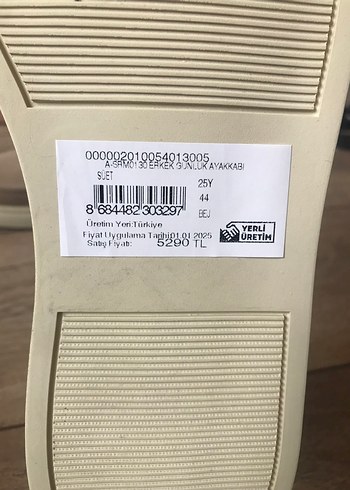 000002010054013005
A-SRM0130 ERKEK GÜNLÜK AYAKKABI
SÜET
25Y
44
8 684482 303297
BEJ
Üretim Yeri:Türkiye
Fiyat Uygulama Tarihi:01.01.2025
Satış Fiyatı: 5290 TL
YERLİ
ÜRETİM